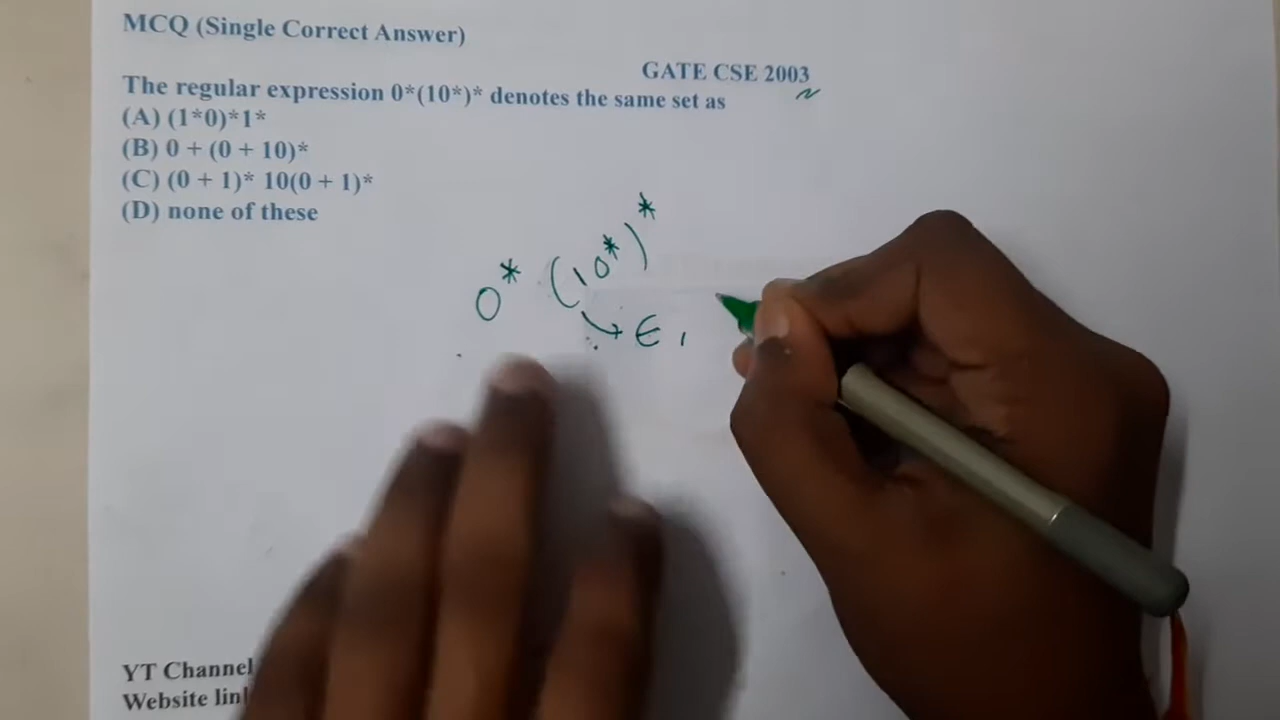 MCQ (Single Correct Answer)
GATE CSE 2003
The regular expression 0*(10*)* denotes the same set as
(A) (1*0)*1*
(B) 0 + (0 + 10)*
(C) (0 + 1)* 10(0 + 1)*
(D) none of these
0* (10*)*
→ ∈ ,
YT Channel
Website